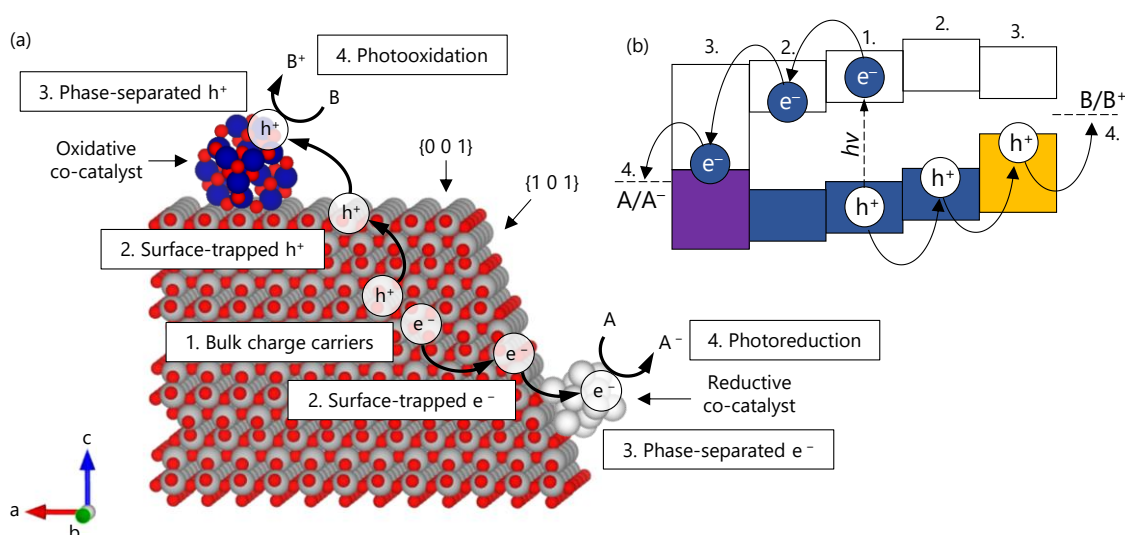 (a)
B⁺
4. Photooxidation
B
3. Phase-separated h⁺
h⁺
Oxidative
co-catalyst
{0 0 1}
{1 0 1}
h⁺
2. Surface-trapped h⁺
h⁺
e⁻
1. Bulk charge carriers
e⁻
2. Surface-trapped e⁻
A
A⁻
4. Photoreduction
e⁻
Reductive
co-catalyst
3. Phase-separated e⁻
c
a
b
(b)
3.
2.
1.
2.
3.
e⁻
e⁻
e⁻
hv
B/B⁺
4.
4.
A/A⁻
h⁺
h⁺
h⁺